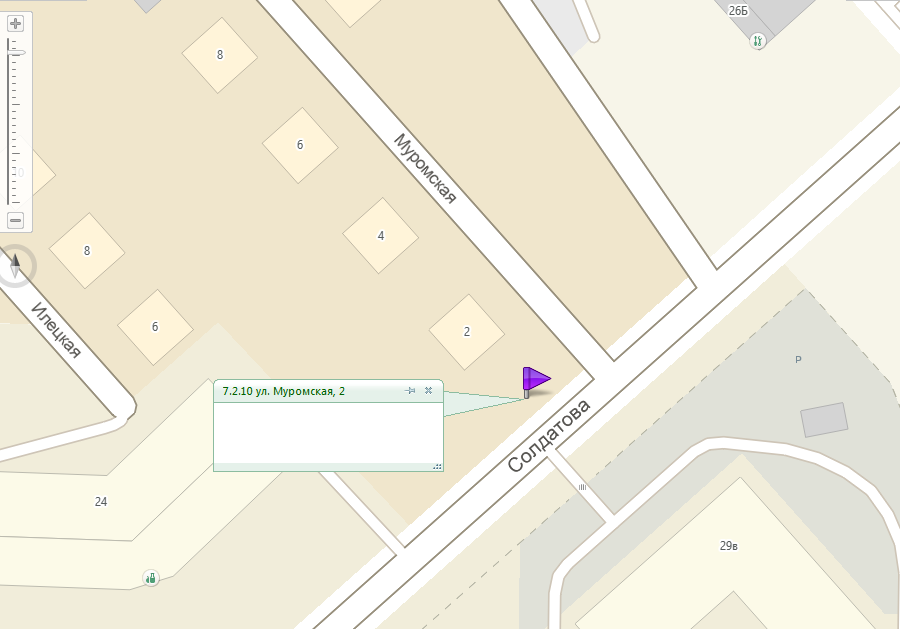 26Б
8
6
Муромская
4
8
2
6
Илецкая
P
7.2.10 ул. Муромская, 2
Солдатова
24
29в